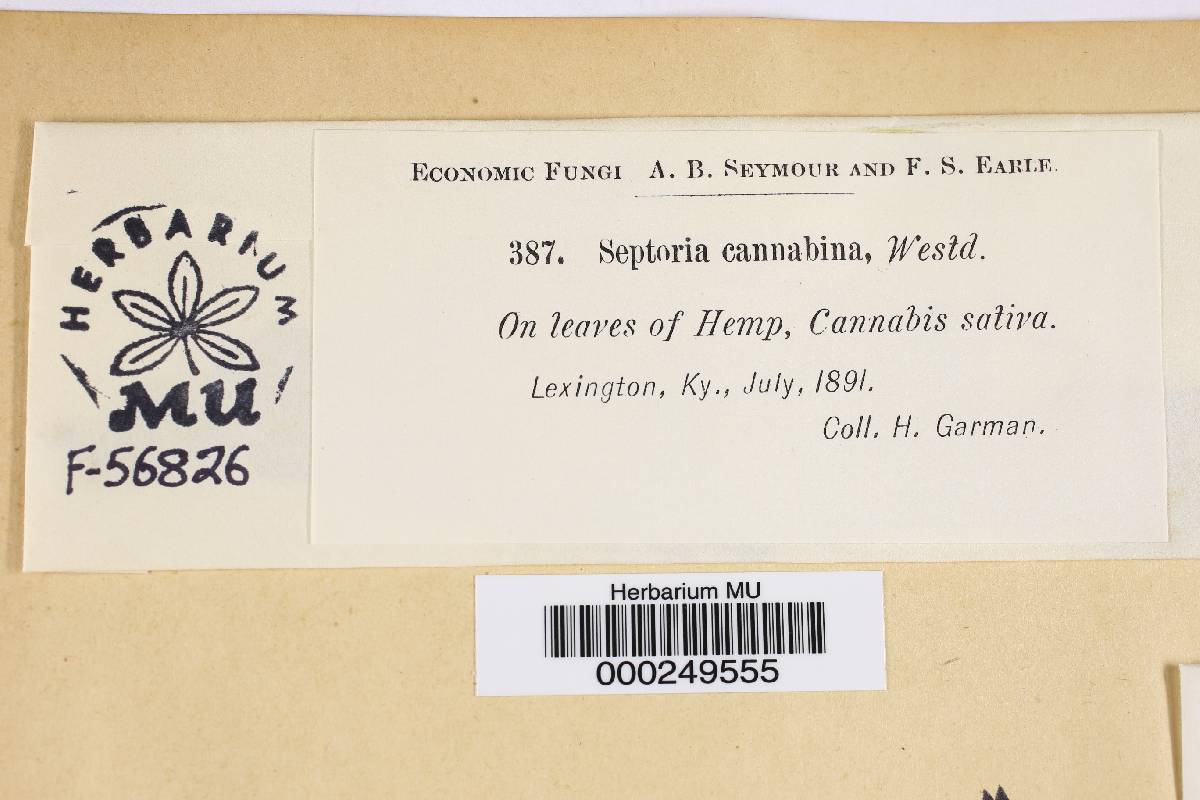 ECONOMIC FUNGI A. B. SEYMOUR AND F. S. EARLE.
387. Septoria cannabina, Westd.
On leaves of Hemp, Cannabis sativa.
Lexington, Ky., July, 1891.
Coll. H. Garman.
HERBARIUM
MU
F-56826
Herbarium MU
000249555